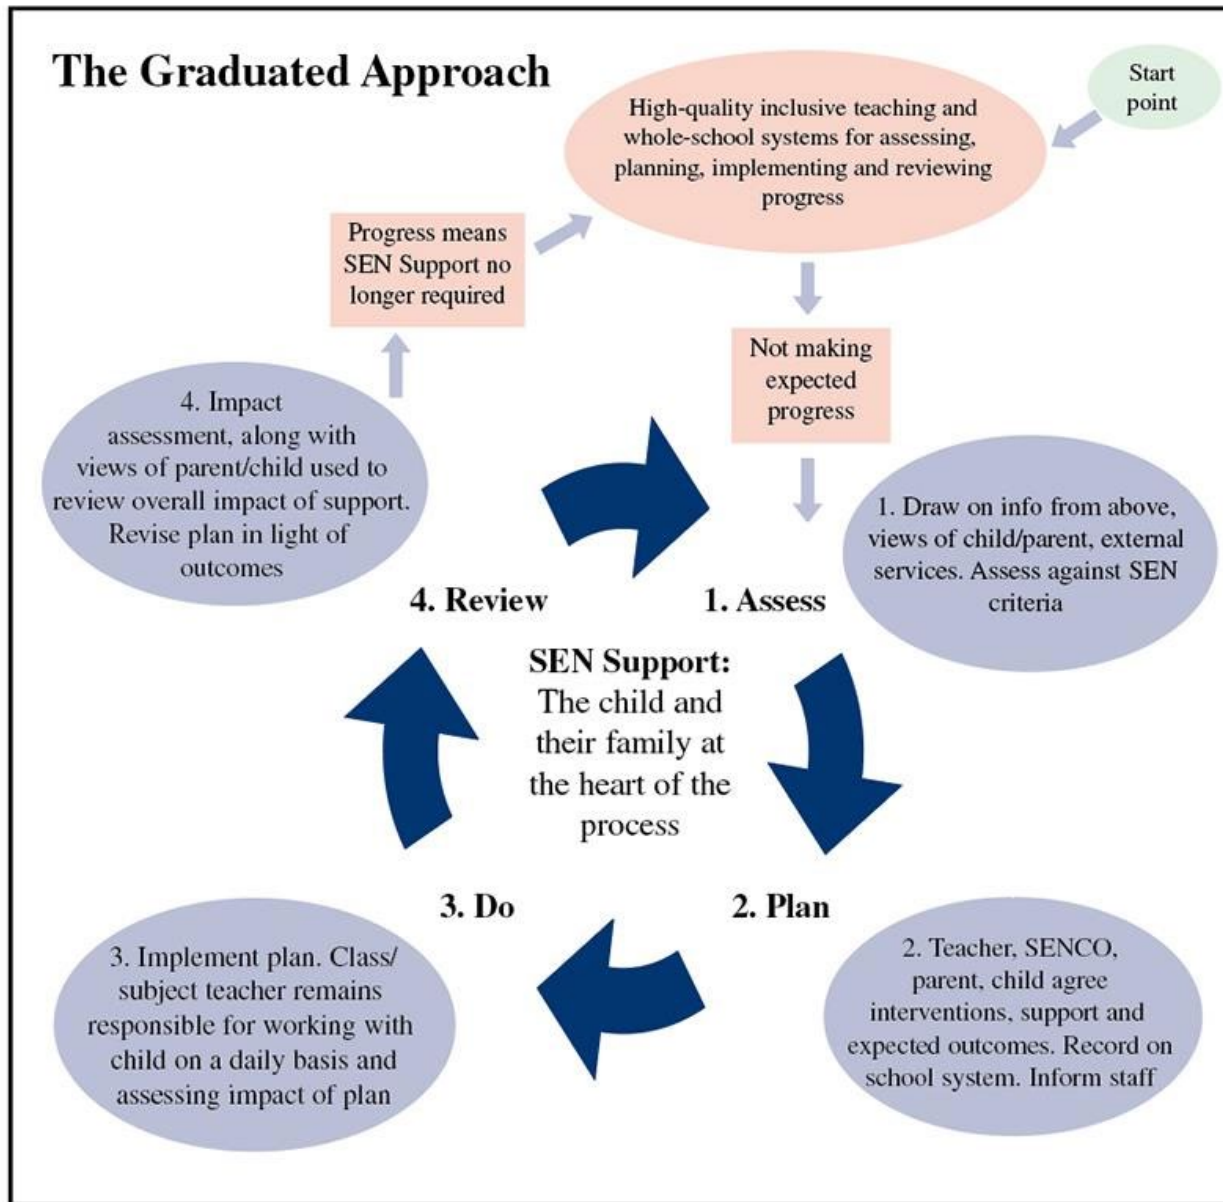 The Graduated Approach
Start
point
High-quality inclusive teaching and
whole-school systems for assessing,
planning, implementing and reviewing
progress
Progress means
SEN Support no
longer required
Not making
expected
progress
4. Impact
assessment, along with
views of parent/child used to
review overall impact of support.
Revise plan in light of
outcomes
1. Draw on info from above,
views of child/parent, external
services. Assess against SEN
criteria
4. Review
1. Assess
SEN Support:
The child and
their family at
the heart of the
process
3. Do
2. Plan
3. Implement plan. Class/
subject teacher remains
responsible for working with
child on a daily basis and
assessing impact of plan
2. Teacher, SENCO,
parent, child agree
interventions, support and
expected outcomes. Record on
school system. Inform staff